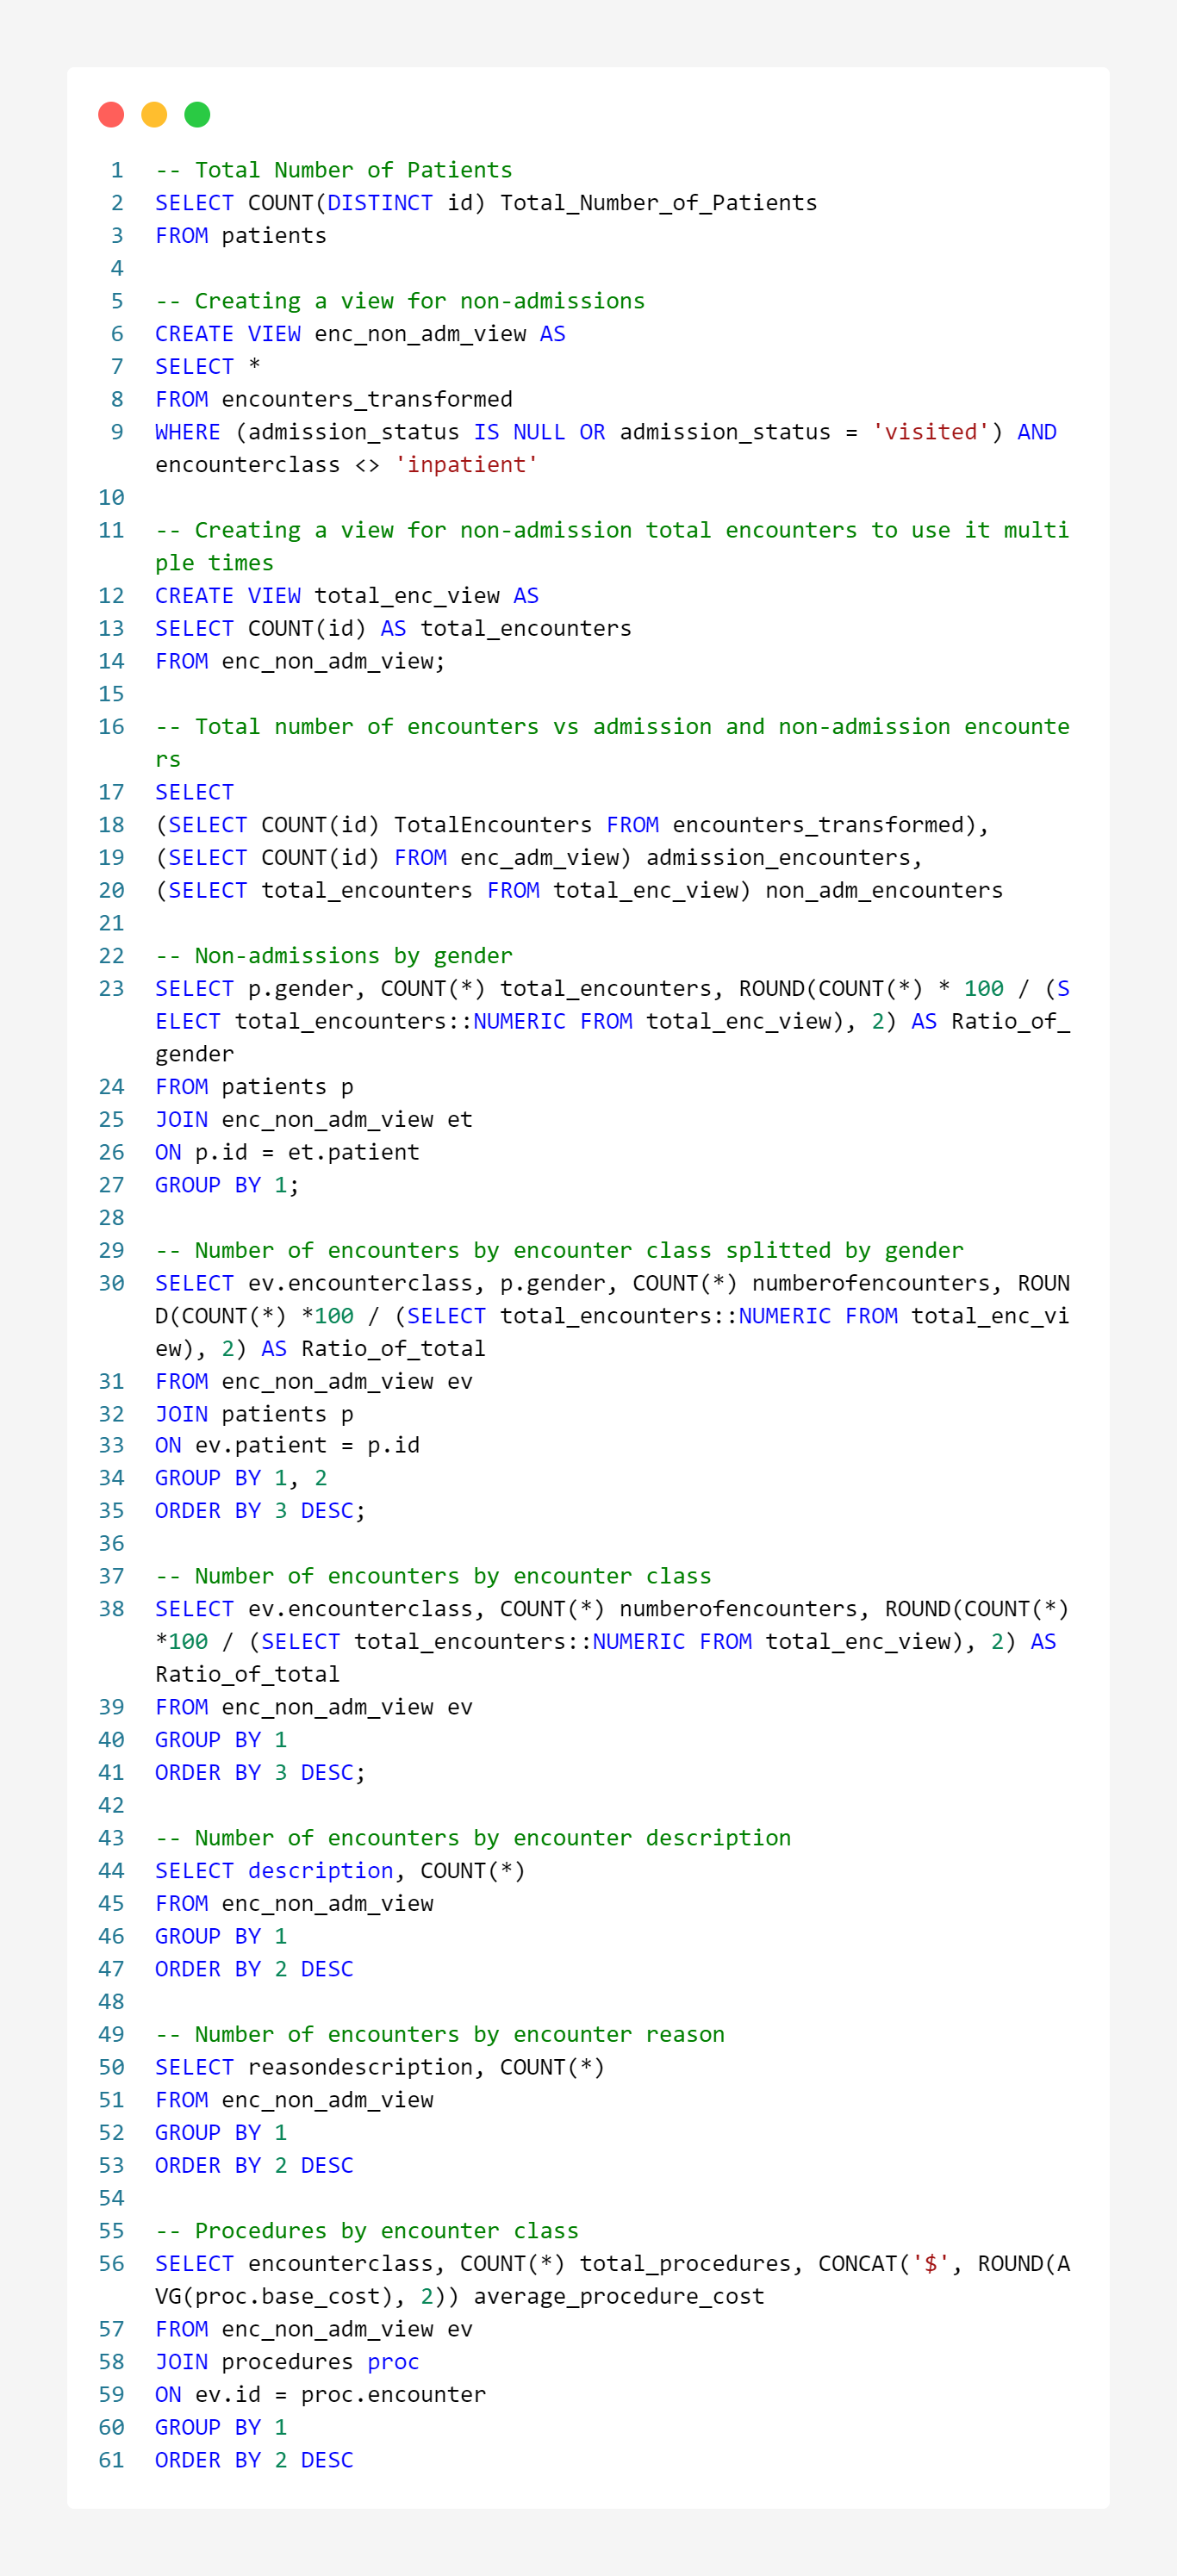 1 -- Total Number of Patients
2 SELECT COUNT(DISTINCT id) Total_Number_of_Patients
3 FROM patients
4
5 -- Creating a view for non-admissions
6 CREATE VIEW enc_non_adm_view AS
7 SELECT *
8 FROM encounters_transformed
9 WHERE (admission_status IS NULL OR admission_status = 'visited') AND
encounterclass <> 'inpatient'
10
11 -- Creating a view for non-admission total encounters to use it multi
ple times
12 CREATE VIEW total_enc_view AS
13 SELECT COUNT(id) AS total_encounters
14 FROM enc_non_adm_view;
15
16 -- Total number of encounters vs admission and non-admission encounte
rs
17 SELECT
18 (SELECT COUNT(id) TotalEncounters FROM encounters_transformed),
19 (SELECT COUNT(id) FROM enc_adm_view) admission_encounters,
20 (SELECT total_encounters FROM total_enc_view) non_adm_encounters
21
22 -- Non-admissions by gender
23 SELECT p.gender, COUNT(*) total_encounters, ROUND(COUNT(*) * 100 / (S
ELECT total_encounters::NUMERIC FROM total_enc_view), 2) AS Ratio_of_
gender
24 FROM patients p
25 JOIN enc_non_adm_view et
26 ON p.id = et.patient
27 GROUP BY 1;
28
29 -- Number of encounters by encounter class splitted by gender
30 SELECT ev.encounterclass, p.gender, COUNT(*) numberofencounters, ROUN
D(COUNT(*) *100 / (SELECT total_encounters::NUMERIC FROM total_enc_vi
ew), 2) AS Ratio_of_total
31 FROM enc_non_adm_view ev
32 JOIN patients p
33 ON ev.patient = p.id
34 GROUP BY 1, 2
35 ORDER BY 3 DESC;
36
37 -- Number of encounters by encounter class
38 SELECT ev.encounterclass, COUNT(*) numberofencounters, ROUND(COUNT(*)
*100 / (SELECT total_encounters::NUMERIC FROM total_enc_view), 2) AS
Ratio_of_total
39 FROM enc_non_adm_view ev
40 GROUP BY 1
41 ORDER BY 3 DESC;
42
43 -- Number of encounters by encounter description
44 SELECT description, COUNT(*)
45 FROM enc_non_adm_view
46 GROUP BY 1
47 ORDER BY 2 DESC
48
49 -- Number of encounters by encounter reason
50 SELECT reasondescription, COUNT(*)
51 FROM enc_non_adm_view
52 GROUP BY 1
53 ORDER BY 2 DESC
54
55 -- Procedures by encounter class
56 SELECT encounterclass, COUNT(*) total_procedures, CONCAT('$', ROUND(A
VG(proc.base_cost), 2)) average_procedure_cost
57 FROM enc_non_adm_view ev
58 JOIN procedures proc
59 ON ev.id = proc.encounter
60 GROUP BY 1
61 ORDER BY 2 DESC